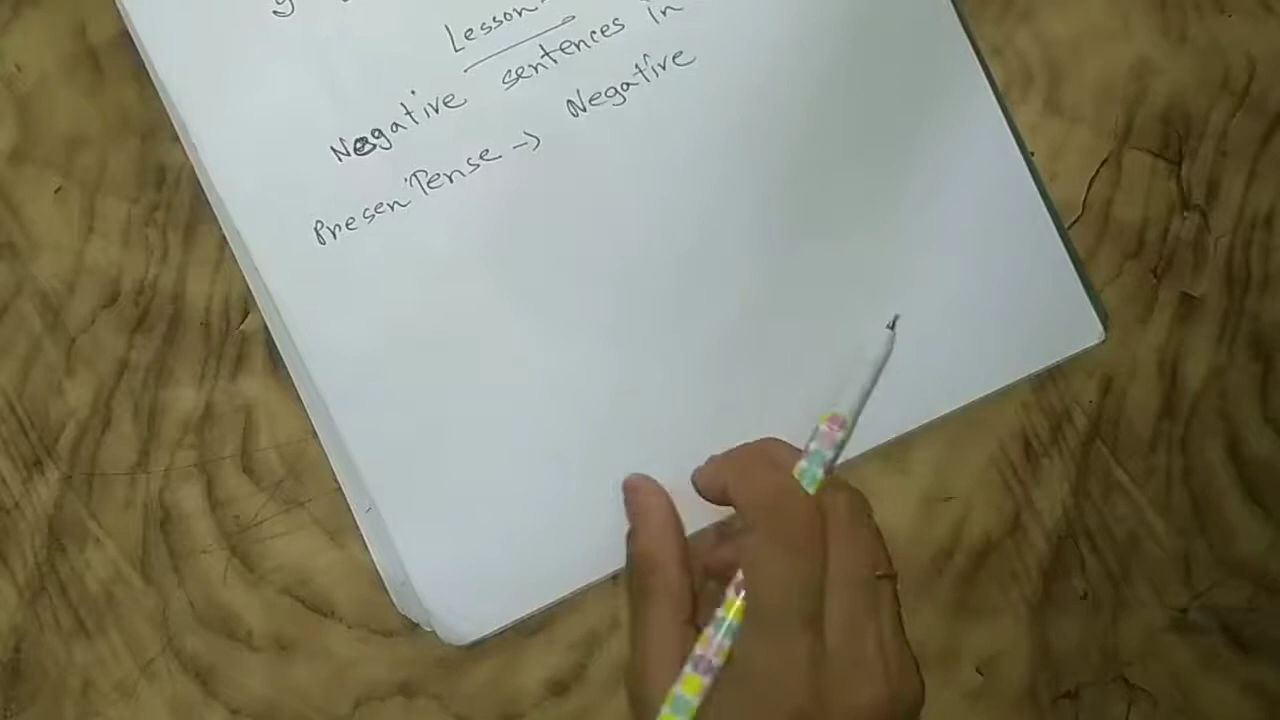 Lesson-
Negative sentences in
Presen Tense -> Negative